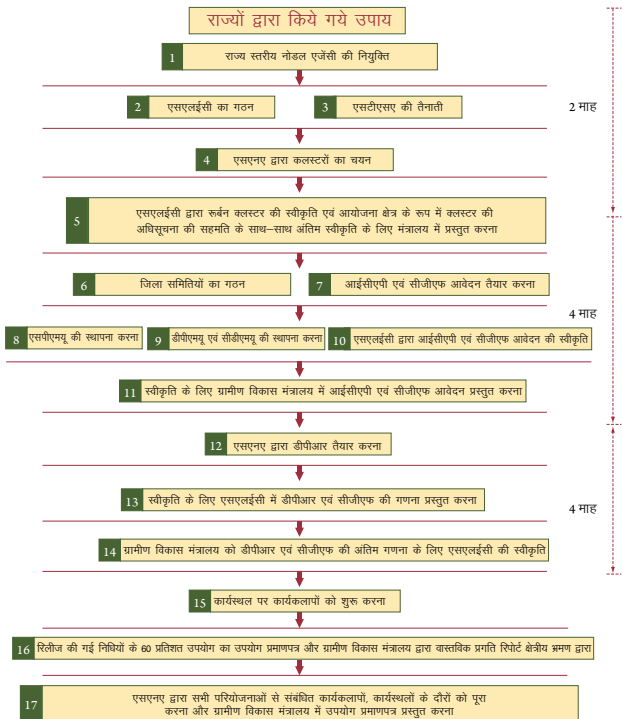 राज्यों द्वारा किये गये उपाय
1 राज्य स्तरीय नोडल एजेंसी की नियुक्ति
2 एसएलईसी का गठन
3 एसटीएसए की तैनाती
2 माह
4 एसएनए द्वारा कलस्टरों का चयन
5 एसएलईसी द्वारा रूर्बन क्लस्टर की स्वीकृति एवं आयोजना क्षेत्र के रूप में क्लस्टर की
अधिसूचना की सहमति के साथ–साथ अंतिम स्वीकृति के लिए मंत्रालय में प्रस्तुत करना
6 जिला समितियों का गठन
7 आईसीएपी एवं सीजीएफ आवेदन तैयार करना
4 माह
8 एसपीएमयू की स्थापना करना
9 डीपीएमयू एवं सीडीएमयू की स्थापना करना
10 एसएलईसी द्वारा आईसीएपी एवं सीजीएफ आवेदन की स्वीकृति
11 स्वीकृति के लिए ग्रामीण विकास मंत्रालय में आईसीएपी एवं सीजीएफ आवेदन प्रस्तुत करना
12 एसएनए द्वारा डीपीआर तैयार करना
13 स्वीकृति के लिए एसएलईसी में डीपीआर एवं सीजीएफ की गणना प्रस्तुत करना
4 माह
14 ग्रामीण विकास मंत्रालय को डीपीआर एवं सीजीएफ की अंतिम गणना के लिए एसएलईसी की स्वीकृति
15 कार्यस्थल पर कार्यकलापों को शुरू करना
16 रिलीज की गई निधियों के 60 प्रतिशत उपयोग का उपयोग प्रमाणपत्र और ग्रामीण विकास मंत्रालय द्वारा वास्तविक प्रगति रिपोर्ट क्षेत्रीय भ्रमण द्वारा
17 एसएनए द्वारा सभी परियोजनाओं से संबंधित कार्यकलापों, कार्यस्थलों के दौरों को पूरा
करना और ग्रामीण विकास मंत्रालय में उपयोग प्रमाणपत्र प्रस्तुत करना